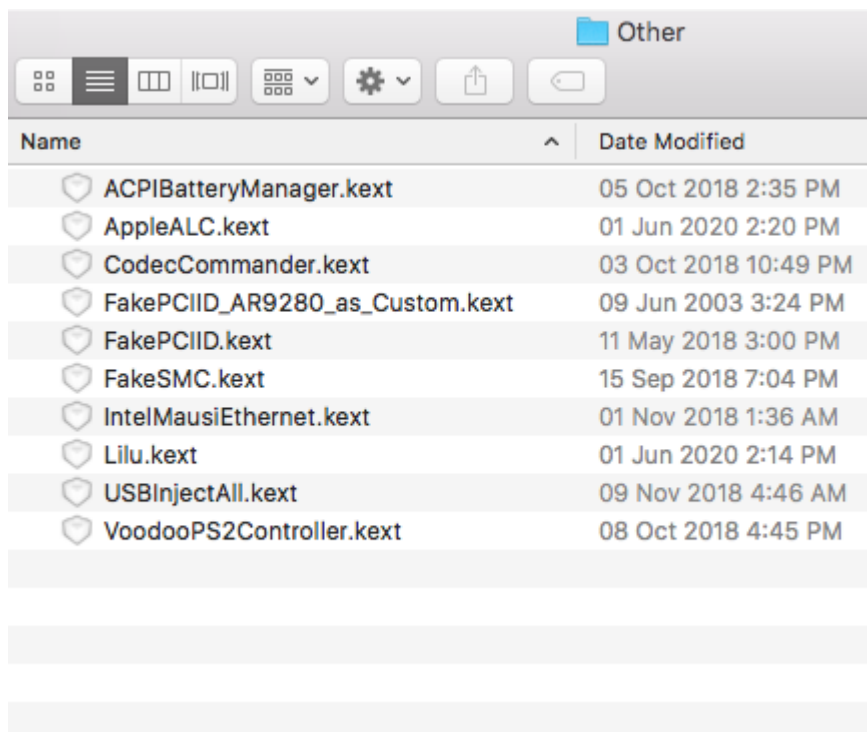 Other
Name Date Modified
ACPIBatteryManager.kext 05 Oct 2018 2:35 PM
AppleALC.kext 01 Jun 2020 2:20 PM
CodecCommander.kext 03 Oct 2018 10:49 PM
FakePCIID_AR9280_as_Custom.kext 09 Jun 2003 3:24 PM
FakePCIID.kext 11 May 2018 3:00 PM
FakeSMC.kext 15 Sep 2018 7:04 PM
IntelMausiEthernet.kext 01 Nov 2018 1:36 AM
Lilu.kext 01 Jun 2020 2:14 PM
USBInjectAll.kext 09 Nov 2018 4:46 AM
VoodooPS2Controller.kext 08 Oct 2018 4:45 PM